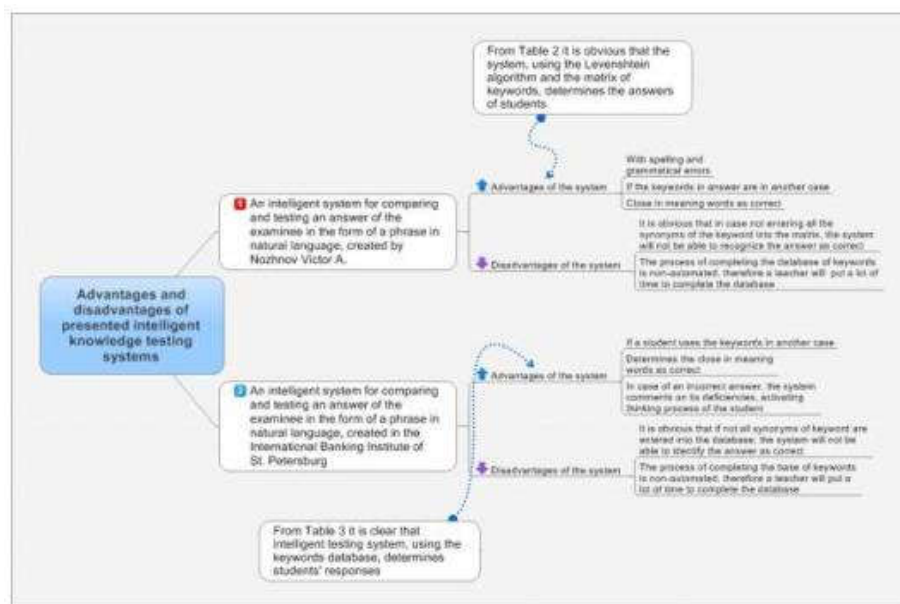 From Table 2 it is obvious that the
system, using the Levenshtein
algorithm and the matrix of
keywords, determines the answers
of students.
With spelling and
grammatical errors
Advantages of the system
If the keywords in answer are in another case
Close in meaning words as correct
1 An intelligent system for comparing
and testing an answer of the
examinee in the form of a phrase in
natural language, created by
Nozhnov Victor A.
It is obvious that in case not entering all the
synonyms of the keyword into the matrix, the system
will not be able to recognize the answer as correct
Disadvantages of the system
The process of completing the database of keywords
is non-automated, therefore a teacher will put a lot of
time to complete the database
Advantages and
disadvantages of
presented intelligent
knowledge testing
systems
If a student uses the keywords in another case
Determines the close in meaning
words as correct
Advantages of the system
In case of an incorrect answer, the system
comments on its deficiencies, activating
thinking process of the student
2 An intelligent system for comparing
and testing an answer of the
examinee in the form of a phrase in
natural language, created in the
International Banking Institute of
St. Petersburg
It is obvious that if not all synonyms of keyword are
entered into the database, the system will not be
able to identify the answer as correct
Disadvantages of the system
The process of completing the base of keywords
is non-automated, therefore a teacher will put a
lot of time to complete the database
From Table 3 it is clear that
intelligent testing system, using the
keywords database, determines
students' responses